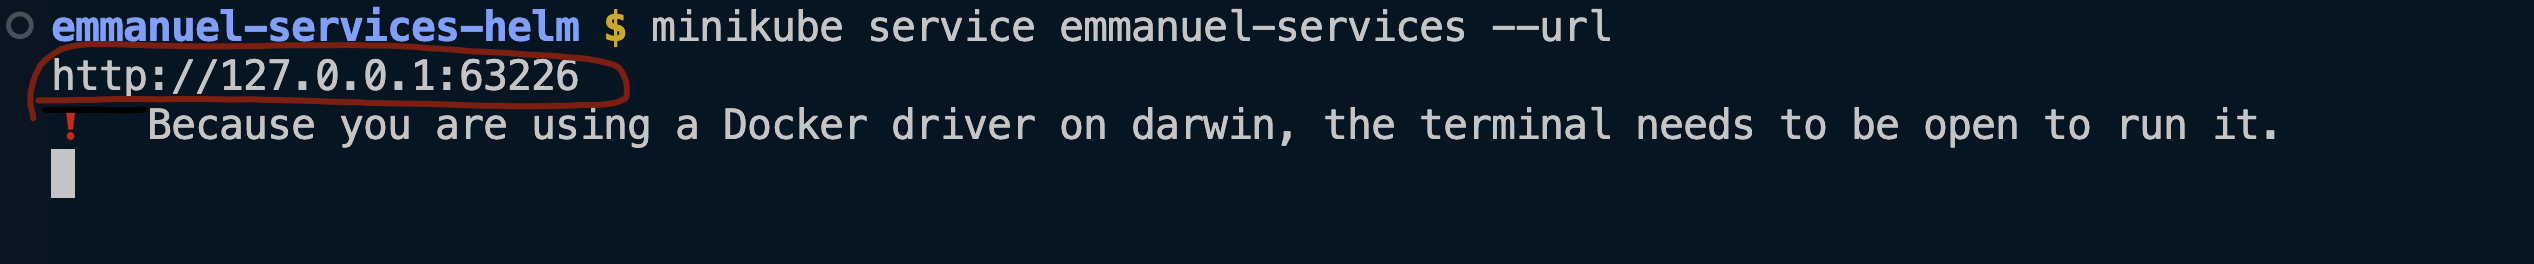 emmanuel-services-helm $ minikube service emmanuel-services --url
http://127.0.0.1:63226
! Because you are using a Docker driver on darwin, the terminal needs to be open to run it.